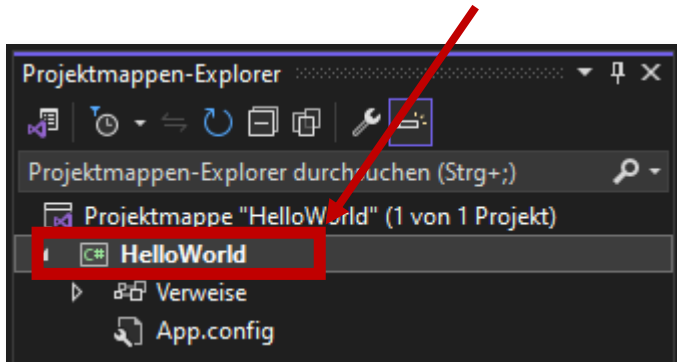 Projektmappen-Explorer
Projektmappen-Explorer durchsuchen (Strg+;)
Projektmappe "HelloWorld" (1 von 1 Projekt)
C# HelloWorld
Verweise
App.config